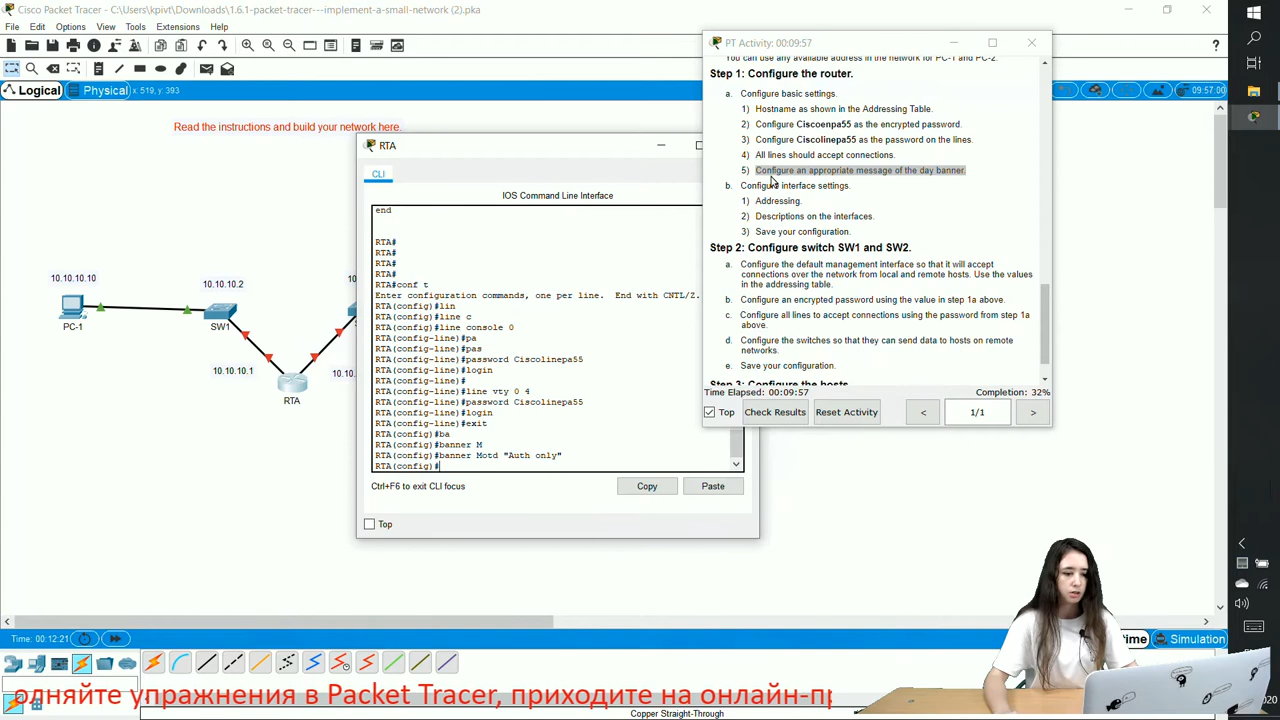 Cisco Packet Tracer - C:\Users\kpivt\Downloads\1.6.1-packet-tracer---implement-a-small-network (2).pka
File Edit Options View Tools Extensions Help
Logical Physical x: 519, y: 393
09:57:00
Read the instructions and build your network here.
10.10.10.10
PC-1
10.10.10.2
SW1
10.10.10.1
RTA
RTA
CLI
IOS Command Line Interface
end
RTA#
RTA#
RTA#
RTA#
RTA#conf t
Enter configuration commands, one per line. End with CNTL/Z.
RTA(config)#lin
RTA(config)#line c
RTA(config)#line console 0
RTA(config-line)#pa
RTA(config-line)#pas
RTA(config-line)#password Ciscolinepa55
RTA(config-line)#login
RTA(config-line)#
RTA(config-line)#line vty 0 4
RTA(config-line)#password Ciscolinepa55
RTA(config-line)#login
RTA(config-line)#exit
RTA(config)#ba
RTA(config)#banner M
RTA(config)#banner Motd "Auth only"
RTA(config)#
Ctrl+F6 to exit CLI focus
Copy Paste
Top
PT Activity: 00:09:57
You can use any available address in the network for PC-1 and PC-2.
Step 1: Configure the router.
a. Configure basic settings.
1) Hostname as shown in the Addressing Table.
2) Configure Ciscoenpa55 as the encrypted password.
3) Configure Ciscolinepa55 as the password on the lines.
4) All lines should accept connections.
5) Configure an appropriate message of the day banner.
b. Configure interface settings.
1) Addressing.
2) Descriptions on the interfaces.
3) Save your configuration.
Step 2: Configure switch SW1 and SW2.
a. Configure the default management interface so that it will accept
connections over the network from local and remote hosts. Use the values
in the addressing table.
b. Configure an encrypted password using the value in step 1a above.
c. Configure all lines to accept connections using the password from step 1a
above.
d. Configure the switches so that they can send data to hosts on remote
networks.
e. Save your configuration.
Step 3: Configure the hosts.
Time Elapsed: 00:09:57 Completion: 32%
Top Check Results Reset Activity < 1/1 >
Time: 00:12:21
Simulation
одняйте упражнения в Packet Tracer, приходите на онлайн-пр
Copper Straight-Through